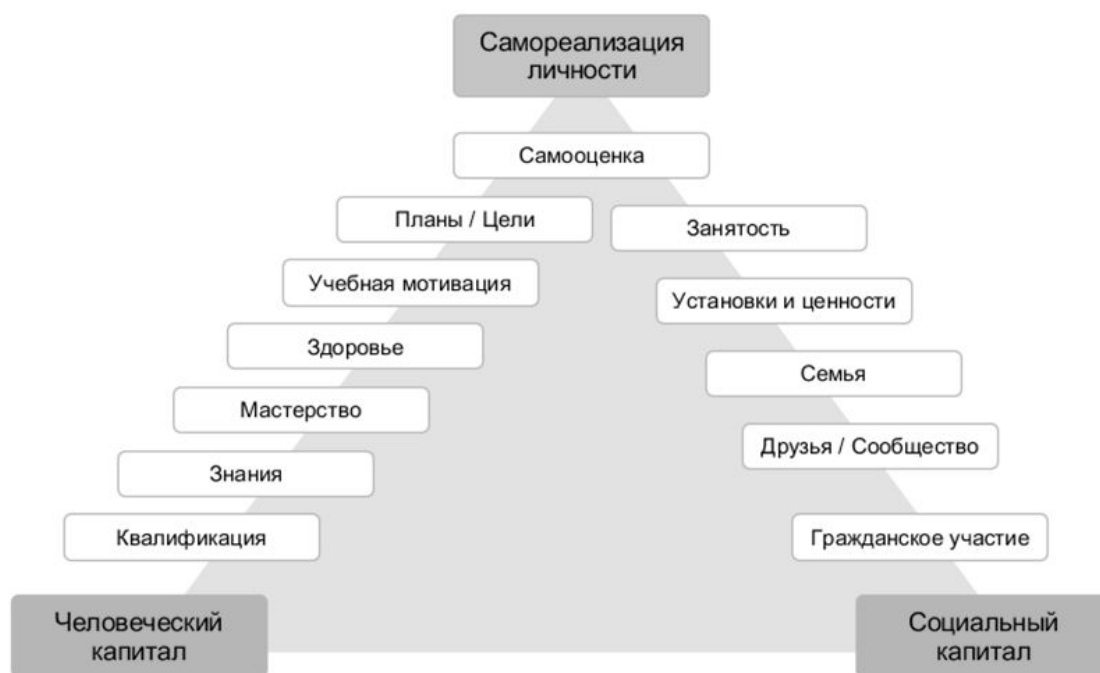 Самореализация
личности
Самооценка
Планы / Цели
Занятость
Учебная мотивация
Установки и ценности
Здоровье
Семья
Мастерство
Друзья / Сообщество
Знания
Квалификация
Гражданское участие
Человеческий
капитал
Социальный
капитал